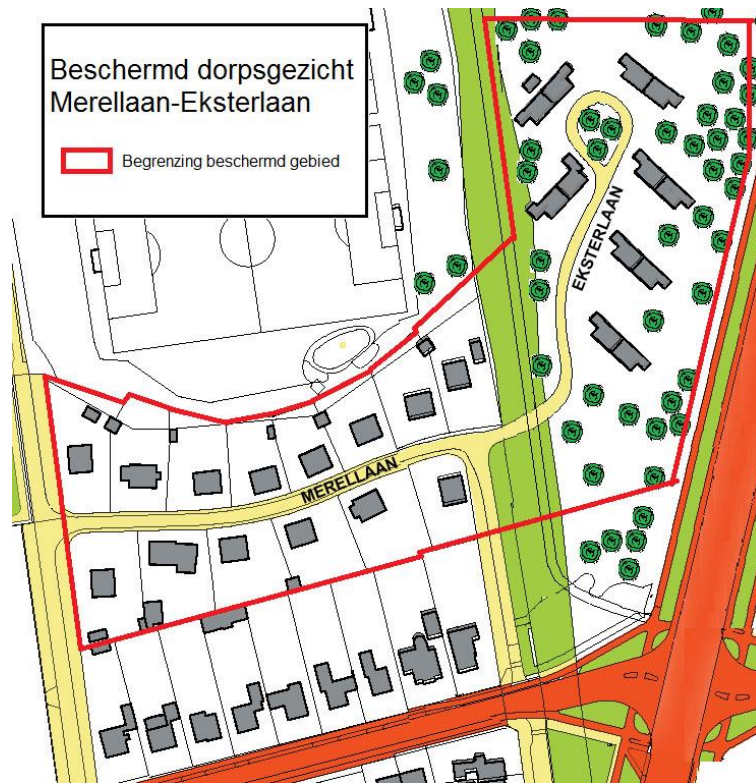 Beschermd dorpsgezicht
Merellaan-Eksterlaan
Begrenzing beschermd gebied
EKSTERLAAN
MERELLAAN